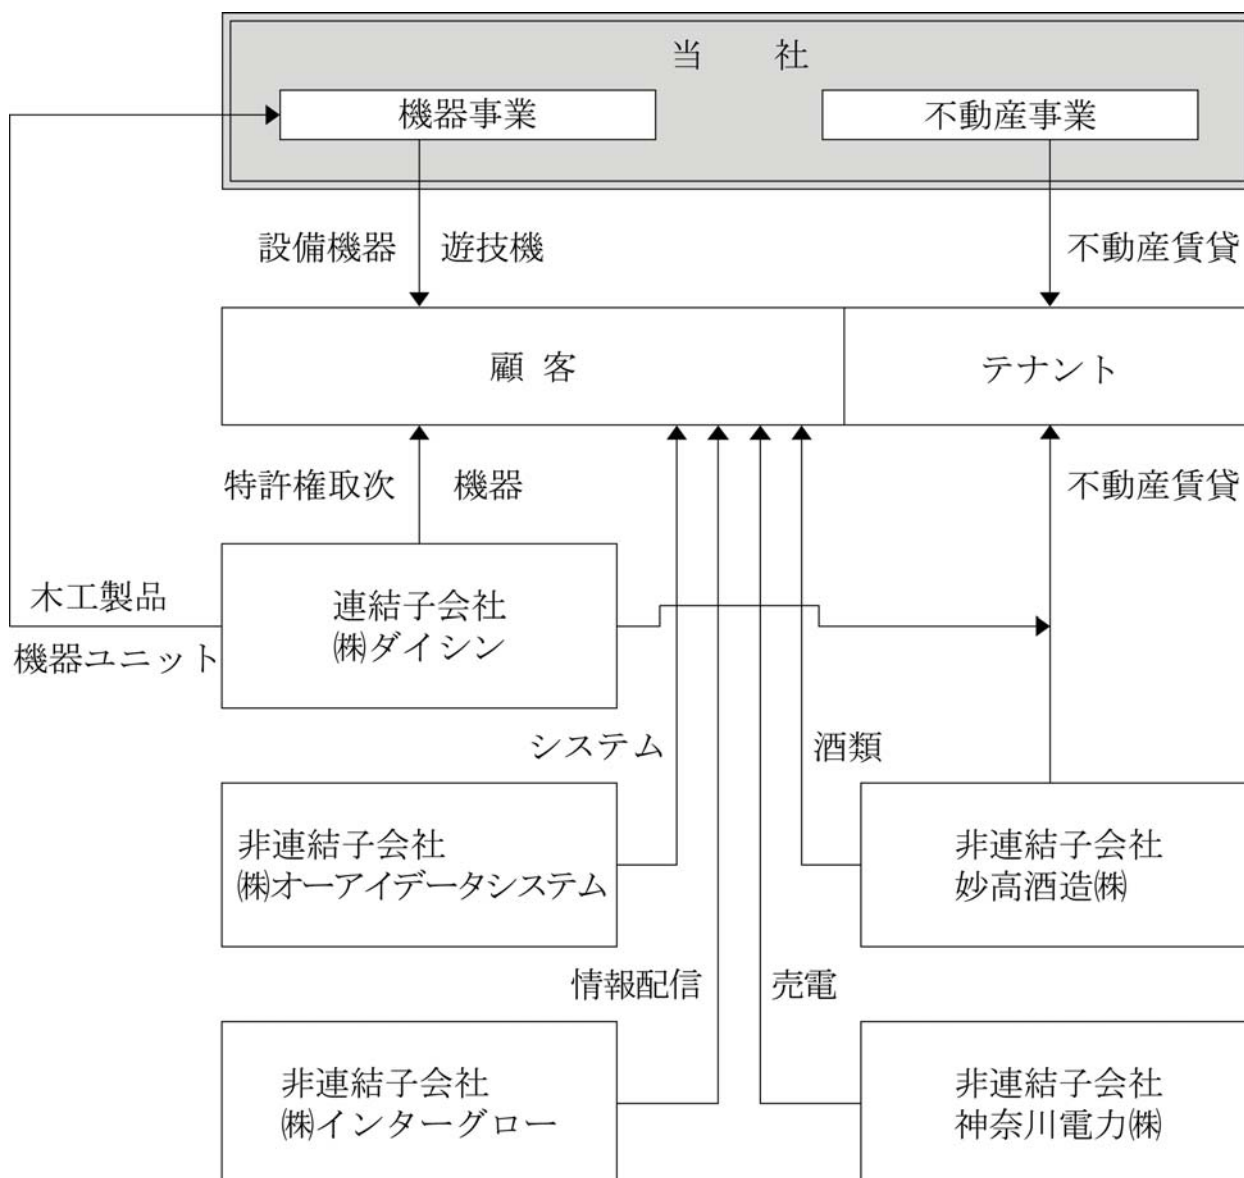 当 社
機器事業
不動産事業
設備機器
遊技機
不動産賃貸
顧 客
テナント
特許権取次
機器
不動産賃貸
木工製品
機器ユニット
連結子会社
㈱ダイシン
システム
酒類
非連結子会社
㈱オーアイデータシステム
非連結子会社
妙高酒造㈱
情報配信
売電
非連結子会社
㈱インターグロー
非連結子会社
神奈川電力㈱